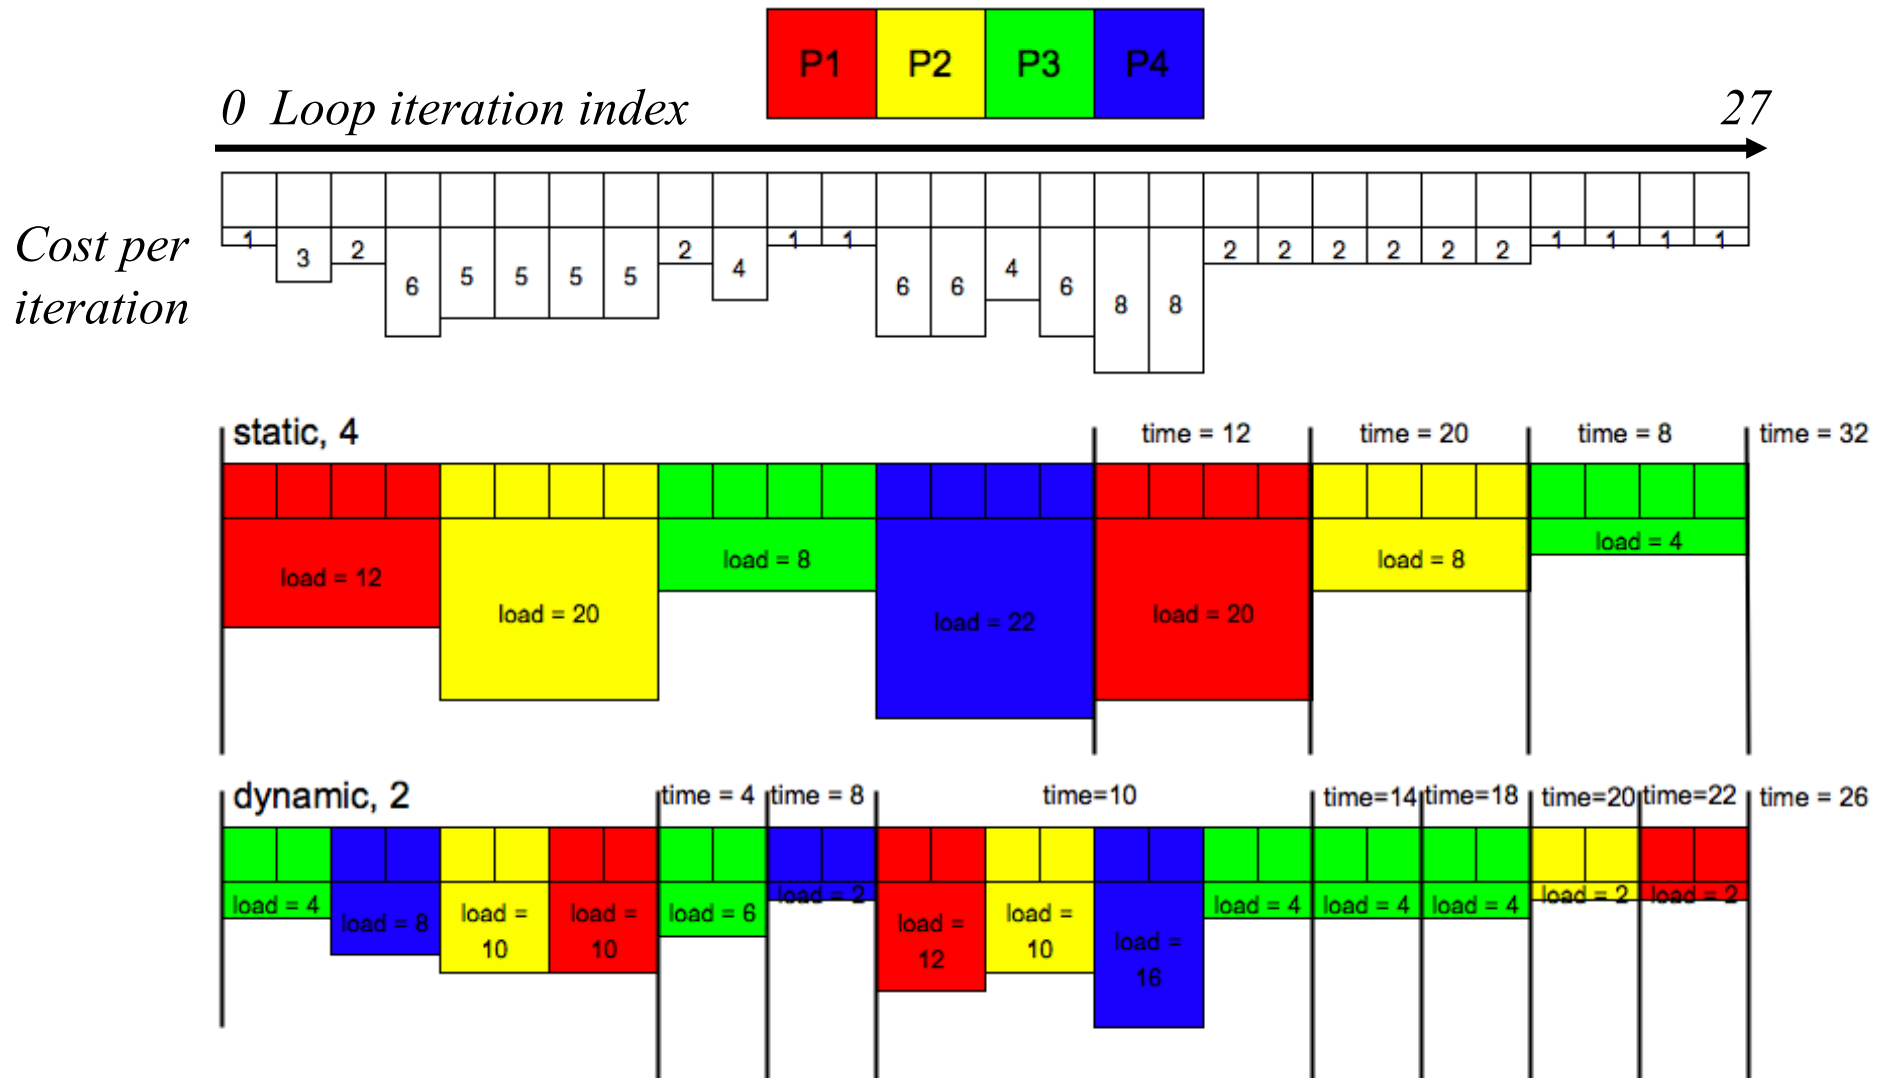 P1 P2 P3 P4
0 Loop iteration index 27
Cost per
iteration
1 3 2 6 5 5 5 5 2 4 1 1 6 6 4 6 8 8 2 2 2 2 2 2 1 1 1 1
static, 4 time = 12 time = 20 time = 8 time = 32
load = 12 load = 20 load = 8 load = 22 load = 20 load = 8 load = 4
dynamic, 2 time = 4 time = 8 time=10 time=14 time=18 time=20 time=22 time = 26
load = 4 load = 8 load = 10 load = 10 load = 6 load = 2 load = 12 load = 10 load = 16 load = 4 load = 4 load = 4 load = 2 load = 2